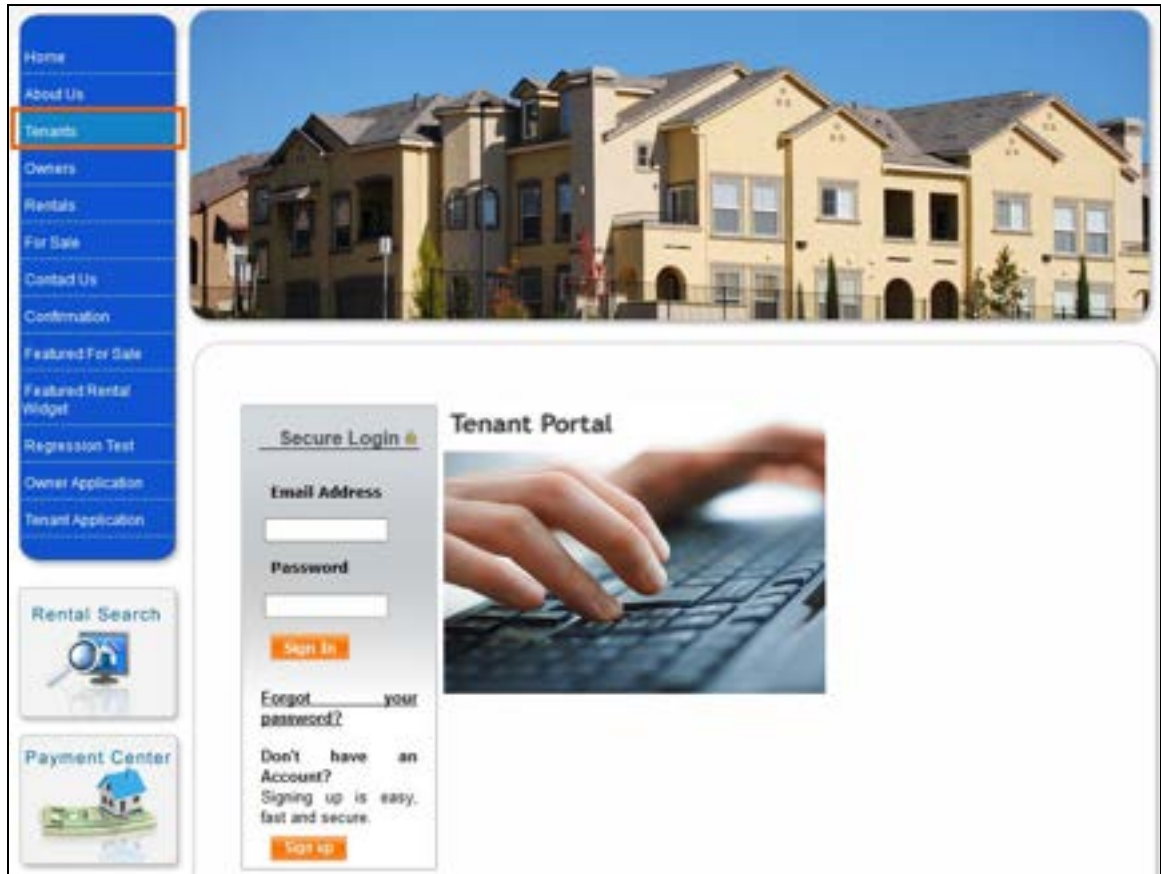 Home
About Us
Tenants
Owners
Rentals
For Sale
Contact Us
Confirmation
Featured For Sale
Featured Rental
Widget
Regression Test
Owner Application
Tenant Application
Rental Search
Payment Center
Secure Login
Email Address
Password
Sign In
Forgot your
password?
Don't have an
Account?
Signing up is easy,
fast and secure.
Sign up
Tenant Portal